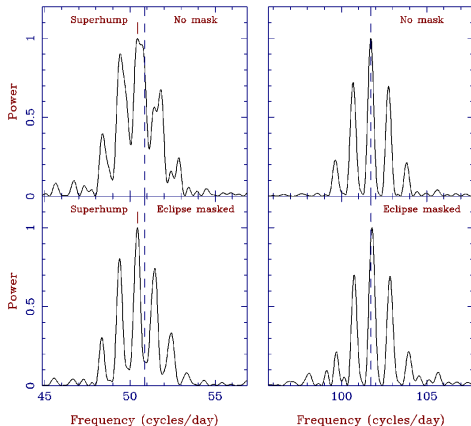 Superhump No mask
No mask
Power
1
0.5
0
Superhump Eclipse masked
Eclipse masked
Power
1
0.5
0
45 50 55
100 105
Frequency (cycles/day)
Frequency (cycles/day)